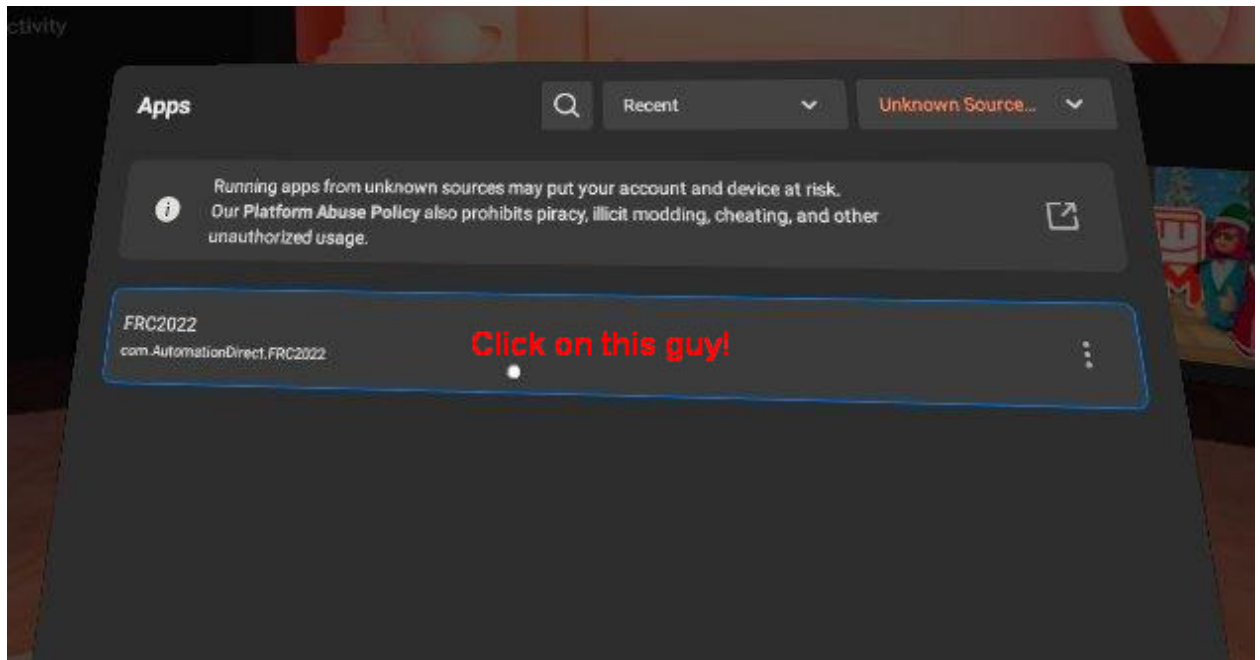 ctivity
Apps
Recent
Unknown Source...
Running apps from unknown sources may put your account and device at risk.
Our Platform Abuse Policy also prohibits piracy, illicit modding, cheating, and other
unauthorized usage.
FRC2022
com.AutomationDirect.FRC2022
Click on this guy!
M